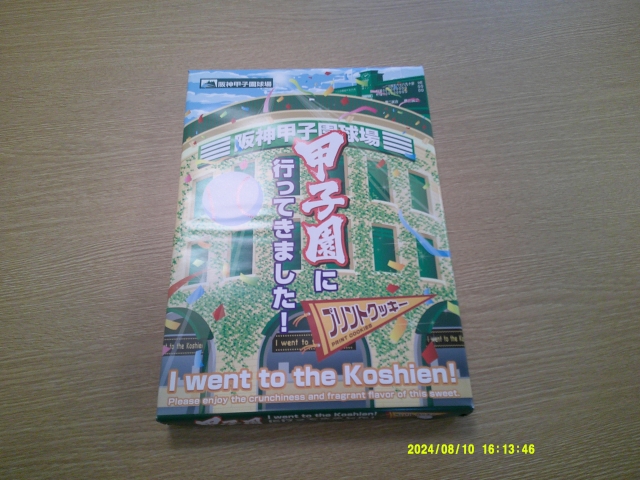 阪神甲子園球場
阪神甲子園球場
甲子園に
行ってきました!
プリントクッキー
PRINT COOKIES
I went to the Koshien!
Please enjoy the crunchiness and fragrant flavor of this sweet.
I went to the Koshien!
2024/08/10 16:13:46